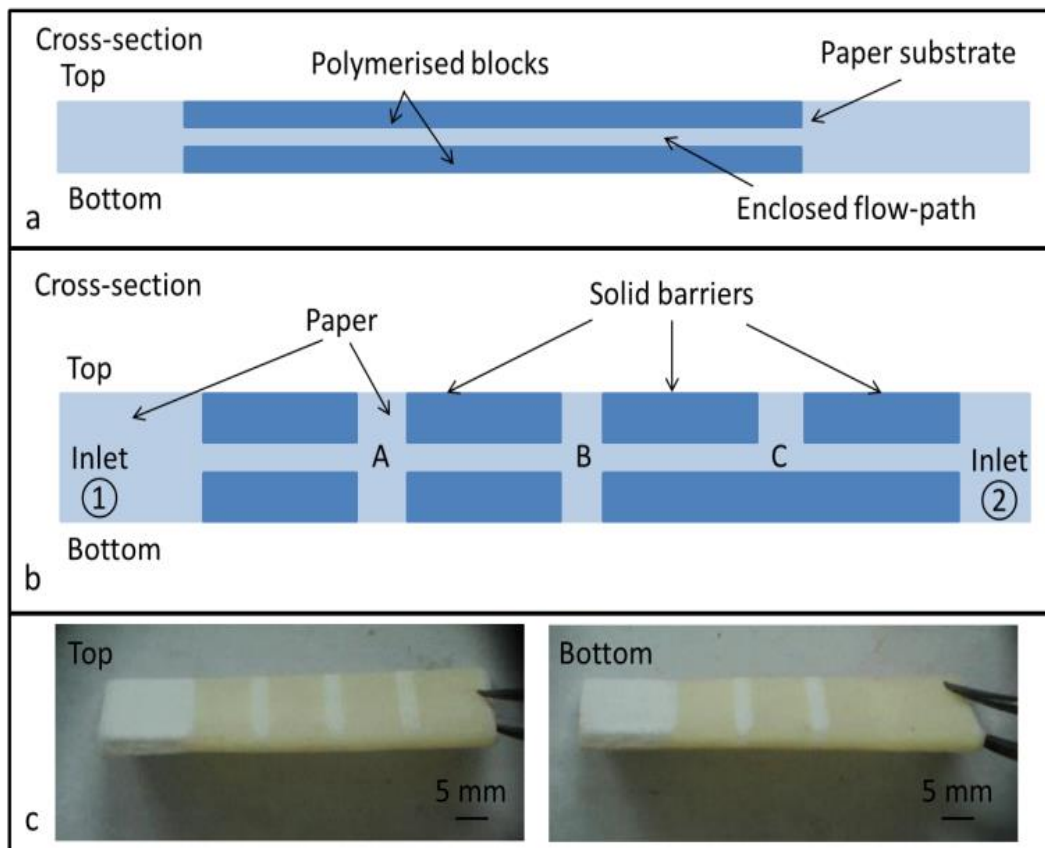 Cross-section
Top
Polymerised blocks
Paper substrate
Enclosed flow-path
Bottom
a
Cross-section
Paper
Solid barriers
Top
A
B
C
Inlet
①
Inlet
②
Bottom
b
Top
5 mm
Bottom
5 mm
c